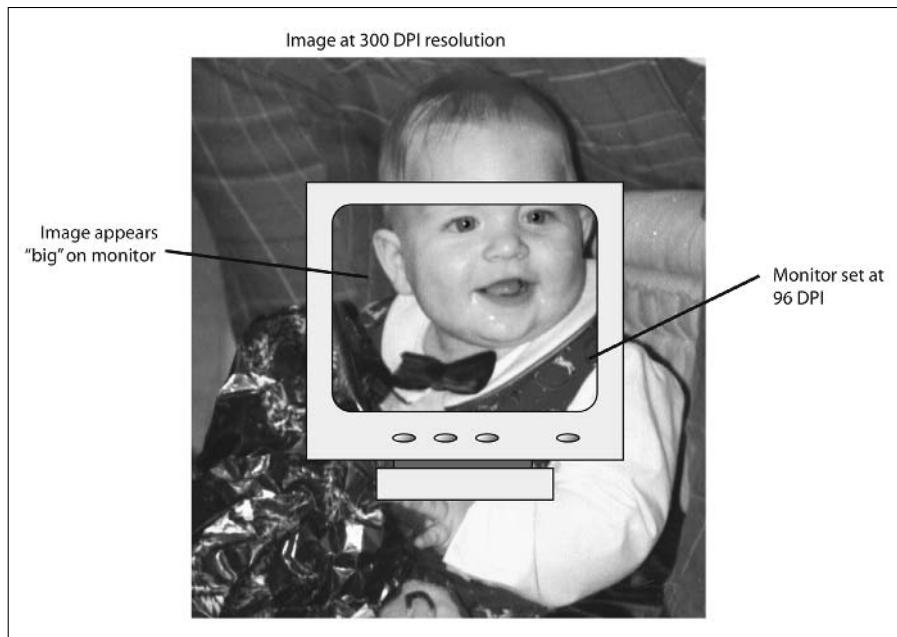 Image at 300 DPI resolution
Image appears
“big” on monitor
Monitor set at
96 DPI